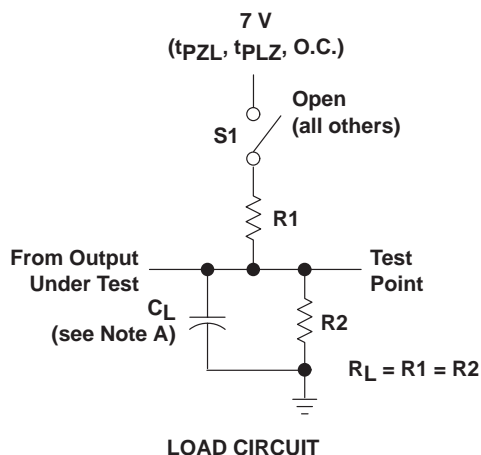 7 V
(tPZL, tPLZ, O.C.)
Open
(all others)
S1
R1
From Output
Under Test
Test
Point
CL
(see Note A)
R2
RL = R1 = R2
LOAD CIRCUIT